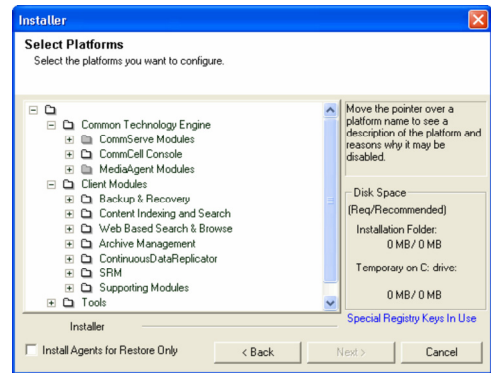 Installer
Select Platforms
Select the platforms you want to configure.
Common Technology Engine
CommServe Modules
CommCell Console
MediaAgent Modules
Client Modules
Backup & Recovery
Content Indexing and Search
Web Based Search & Browse
Archive Management
ContinuousDataReplicator
SRM
Supporting Modules
Tools
Move the pointer over a
platform name to see a
description of the platform and
reasons why it may be
disabled.
Disk Space
(Req/Recommended)
Installation Folder:
0 MB/ 0 MB
Temporary on C: drive:
0 MB/ 0 MB
Special Registry Keys In Use
Installer
Install Agents for Restore Only
< Back
Next >
Cancel